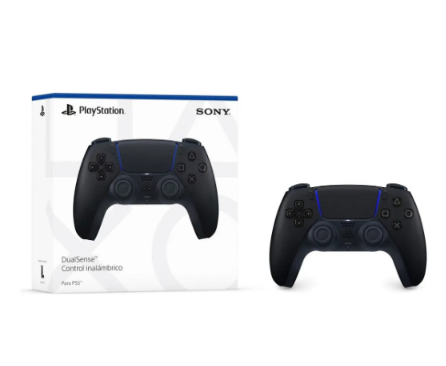 PlayStation
SONY
DualSense™
Control inalámbrico
Para PS5™